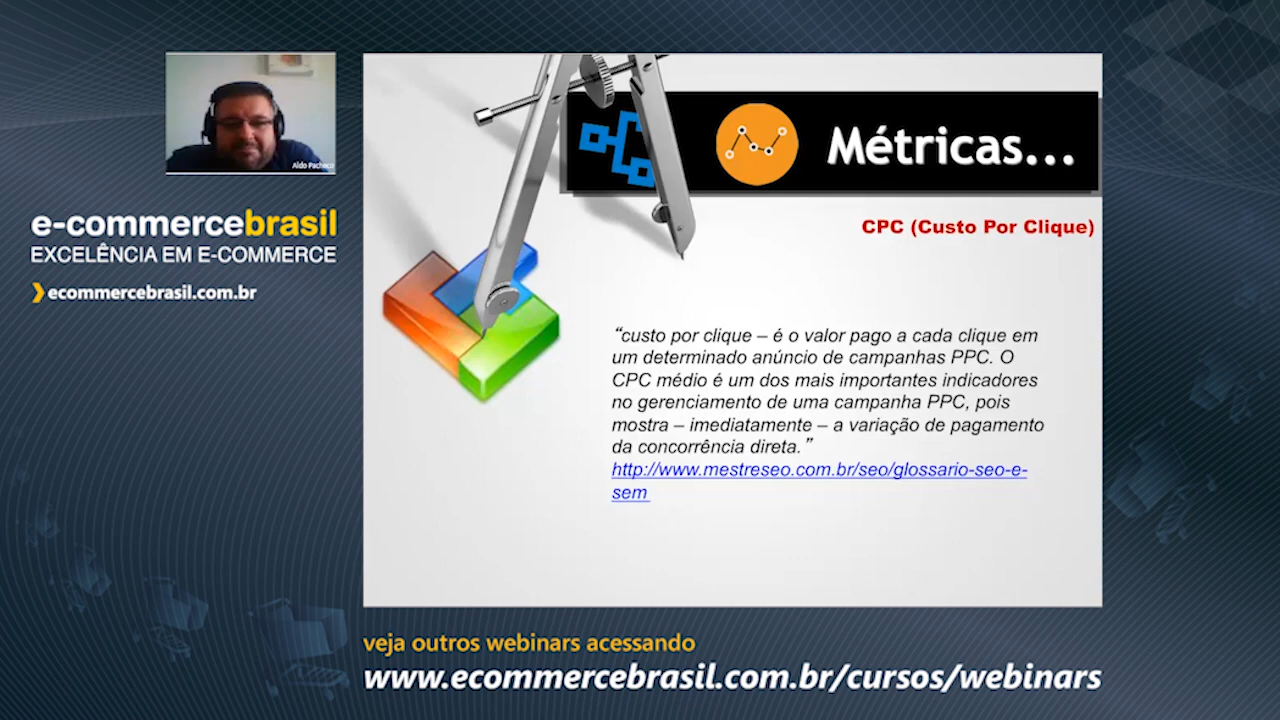 Aldo Pacheco
e-commercebrasil
EXCELÊNCIA EM E-COMMERCE
ecommercebrasil.com.br
Métricas...
CPC (Custo Por Clique)
“custo por clique – é o valor pago a cada clique em
um determinado anúncio de campanhas PPC. O
CPC médio é um dos mais importantes indicadores
no gerenciamento de uma campanha PPC, pois
mostra – imediatamente – a variação de pagamento
da concorrência direta.”
http://www.mestreseo.com.br/seo/glossario-seo-e-
sem
veja outros webinars acessando
www.ecommercebrasil.com.br/cursos/webinars